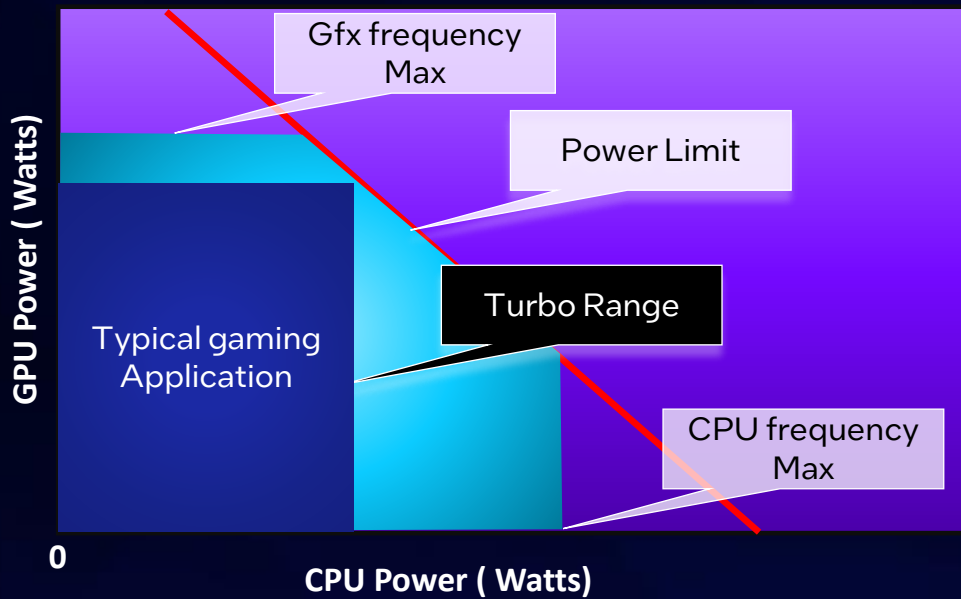 Gfx frequency
Max
Power Limit
Turbo Range
Typical gaming
Application
CPU frequency
Max
GPU Power ( Watts)
0
CPU Power ( Watts)